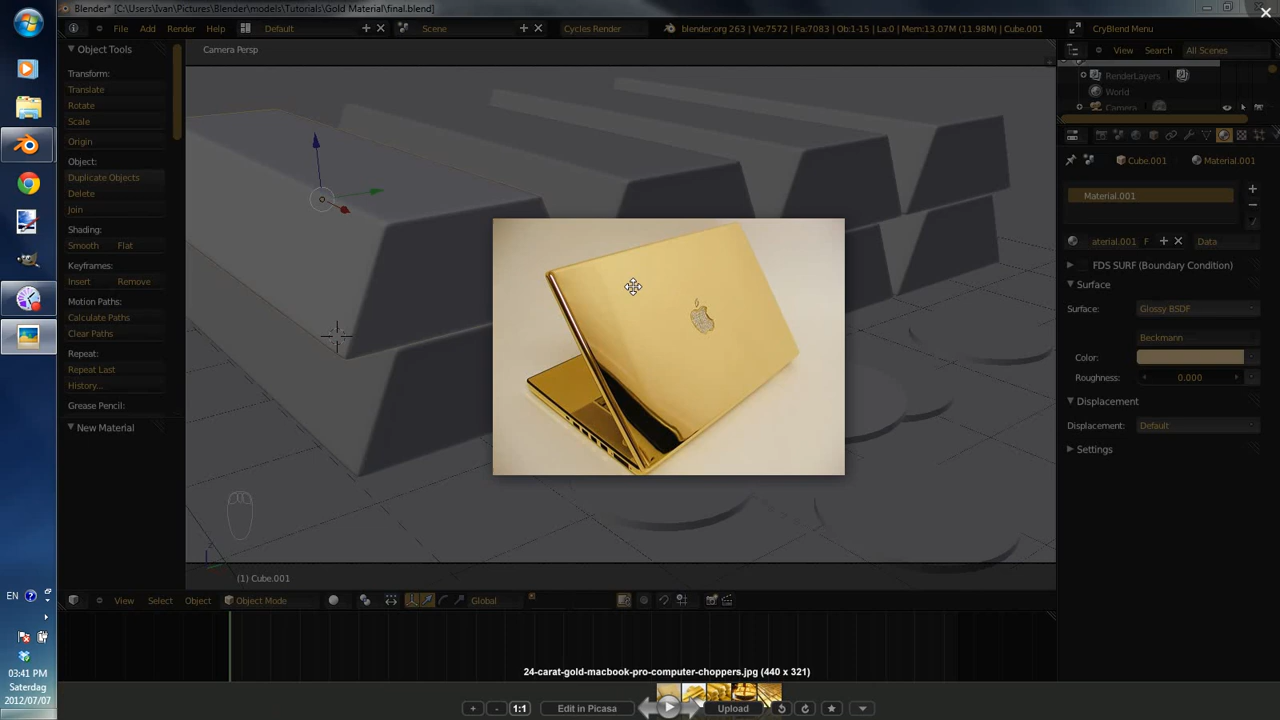 Blender* [C:\Users\Ivan\Pictures\Blender\models\Tutorials\Gold Material\final.blend]
File
Add
Render
Help
Default
Scene
Cycles Render
blender.org 263 | Ve:7572 | Fa:7083 | Ob:1-15 | La:0 | Mem:13.07M (11.98M) | Cube.001
CryBlend Menu
Object Tools
Transform:
Translate
Rotate
Scale
Origin
Object:
Duplicate Objects
Delete
Join
Shading:
Smooth
Flat
Keyframes:
Insert
Remove
Motion Paths:
Calculate Paths
Clear Paths
Repeat:
Repeat Last
History...
Grease Pencil:
New Material
Camera Persp
(1) Cube.001
View
Select
Object
Object Mode
Global
View
Search
All Scenes
RenderLayers
World
Camera
Cube.001
Material.001
Material.001
aterial.001
F
Data
FDS SURF (Boundary Condition)
Surface
Surface:
Glossy BSDF
Beckmann
Color:
Roughness:
0.000
Displacement
Displacement:
Default
Settings
24-carat-gold-macbook-pro-computer-choppers.jpg (440 x 321)
+
-
1:1
Edit in Picasa
Upload
EN
03:41 PM
Saterdag
2012/07/07